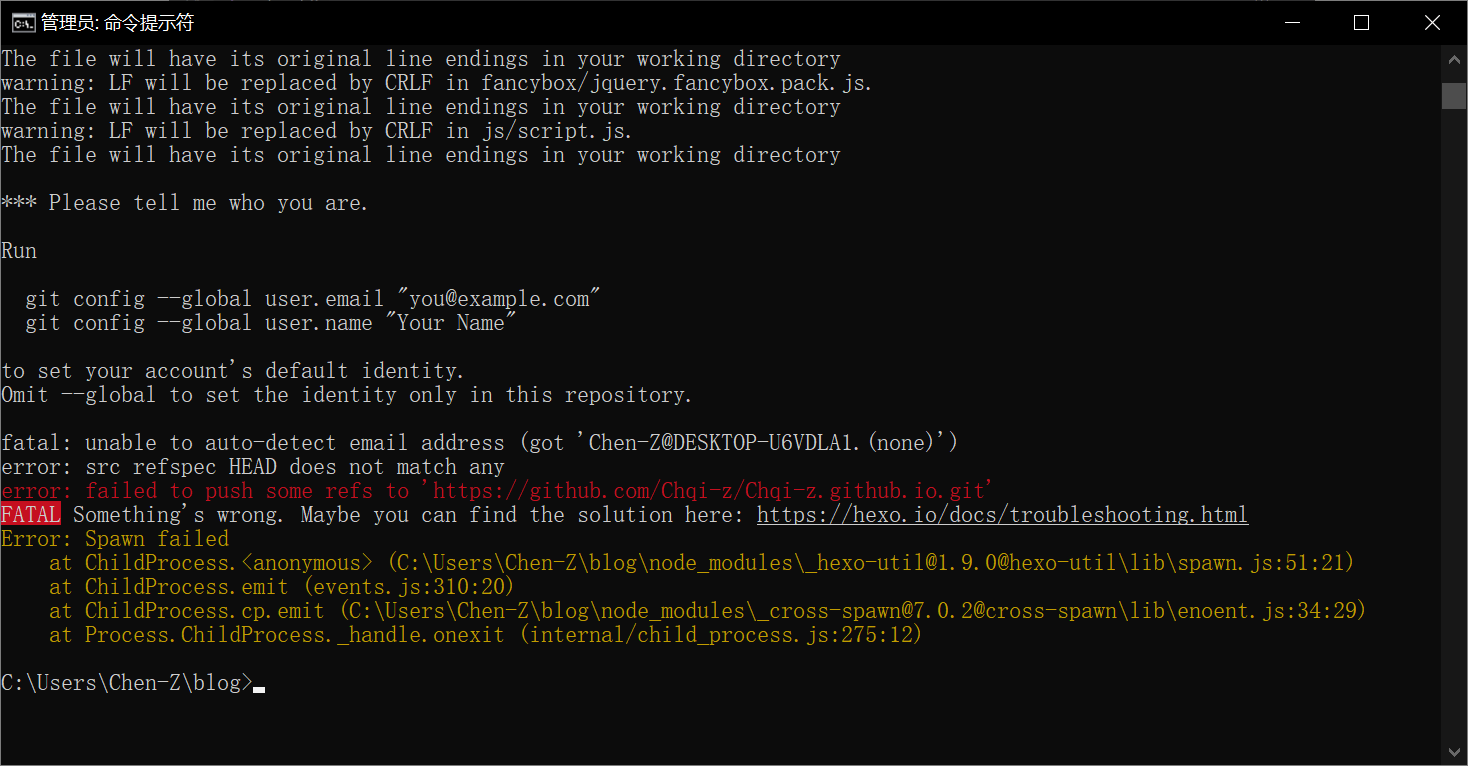 管理员: 命令提示符
The file will have its original line endings in your working directory
warning: LF will be replaced by CRLF in fancybox/jquery.fancybox.pack.js.
The file will have its original line endings in your working directory
warning: LF will be replaced by CRLF in js/script.js.
The file will have its original line endings in your working directory
*** Please tell me who you are.
Run
git config --global user.email "you@example.com"
git config --global user.name "Your Name"
to set your account's default identity.
Omit --global to set the identity only in this repository.
fatal: unable to auto-detect email address (got 'Chen-Z@DESKTOP-U6VDLA1.(none)')
error: src refspec HEAD does not match any
error: failed to push some refs to 'https://github.com/Chqi-z/Chqi-z.github.io.git'
FATAL Something's wrong. Maybe you can find the solution here: https://hexo.io/docs/troubleshooting.html
Error: Spawn failed
at ChildProcess.<anonymous> (C:\Users\Chen-Z\blog\node_modules\_hexo-util@1.9.0@hexo-util\lib\spawn.js:51:21)
at ChildProcess.emit (events.js:310:20)
at ChildProcess.cp.emit (C:\Users\Chen-Z\blog\node_modules\_cross-spawn@7.0.2@cross-spawn\lib\enoent.js:34:29)
at Process.ChildProcess._handle.onexit (internal/child_process.js:275:12)
C:\Users\Chen-Z\blog>